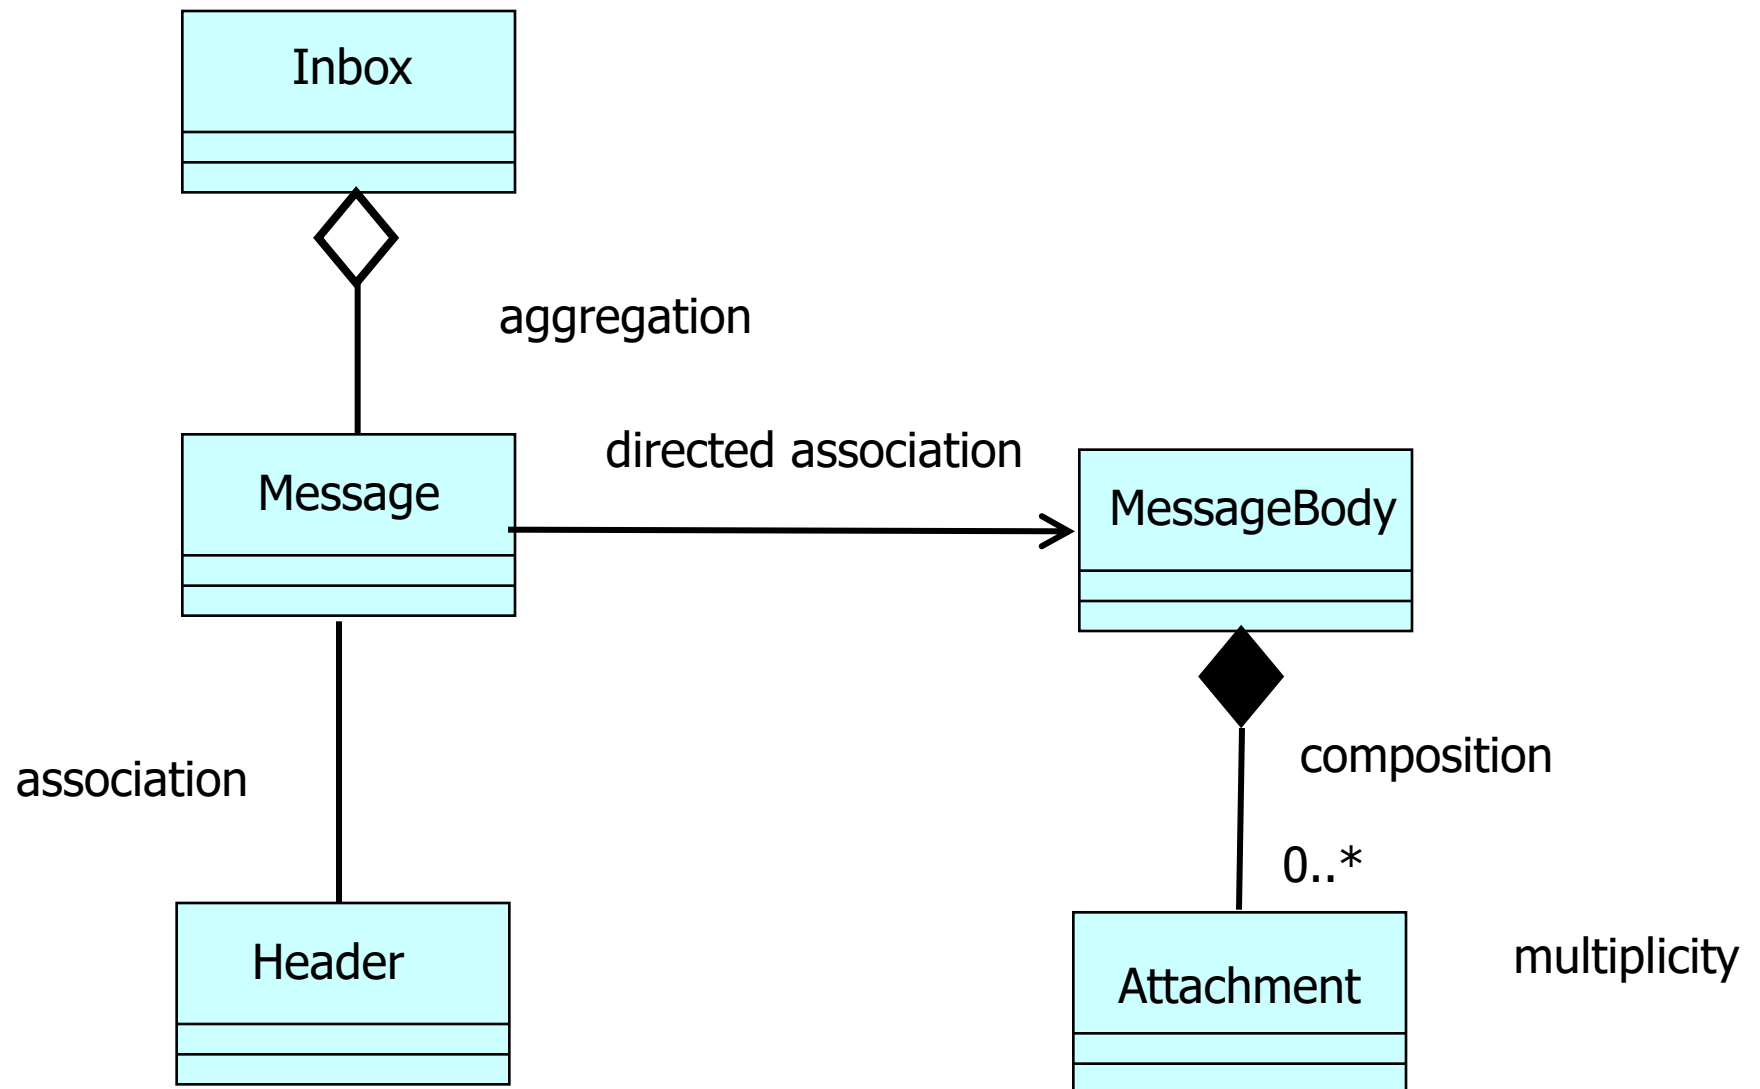 Inbox
aggregation
directed association
Message
MessageBody
composition
association
0..*
Header
multiplicity
Attachment